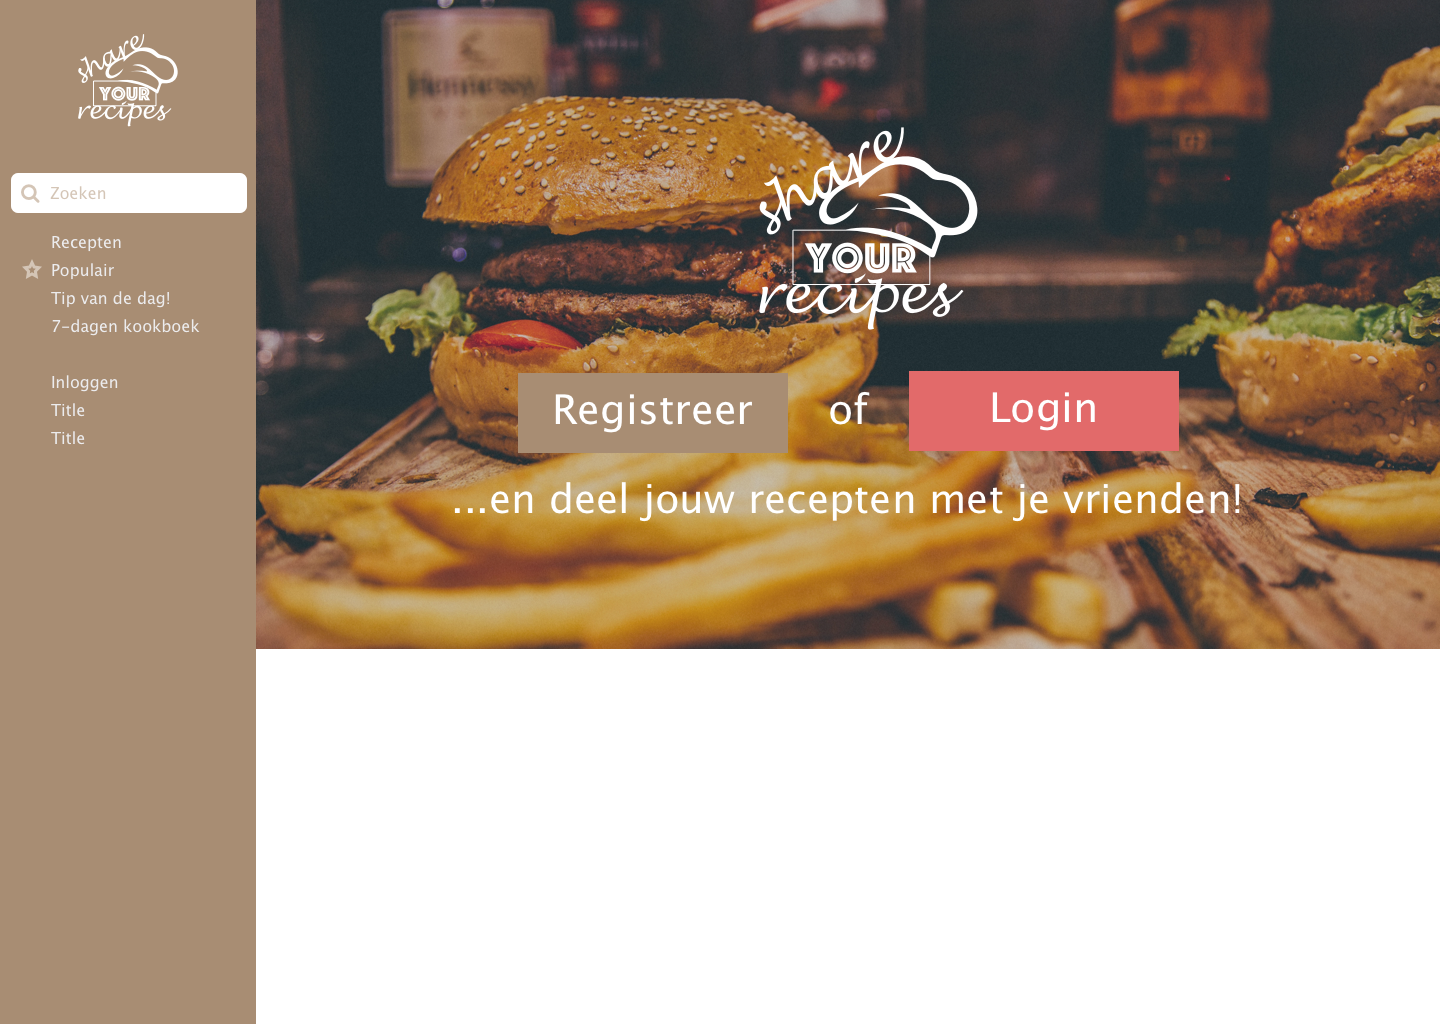 share
YOUR
recipes
Zoeken
Recepten
Populair
Tip van de dag!
7-dagen kookboek
Inloggen
Title
Title
Hennessy
share
YOUR
recipes
Registreer of Login
...en deel jouw recepten met je vrienden!